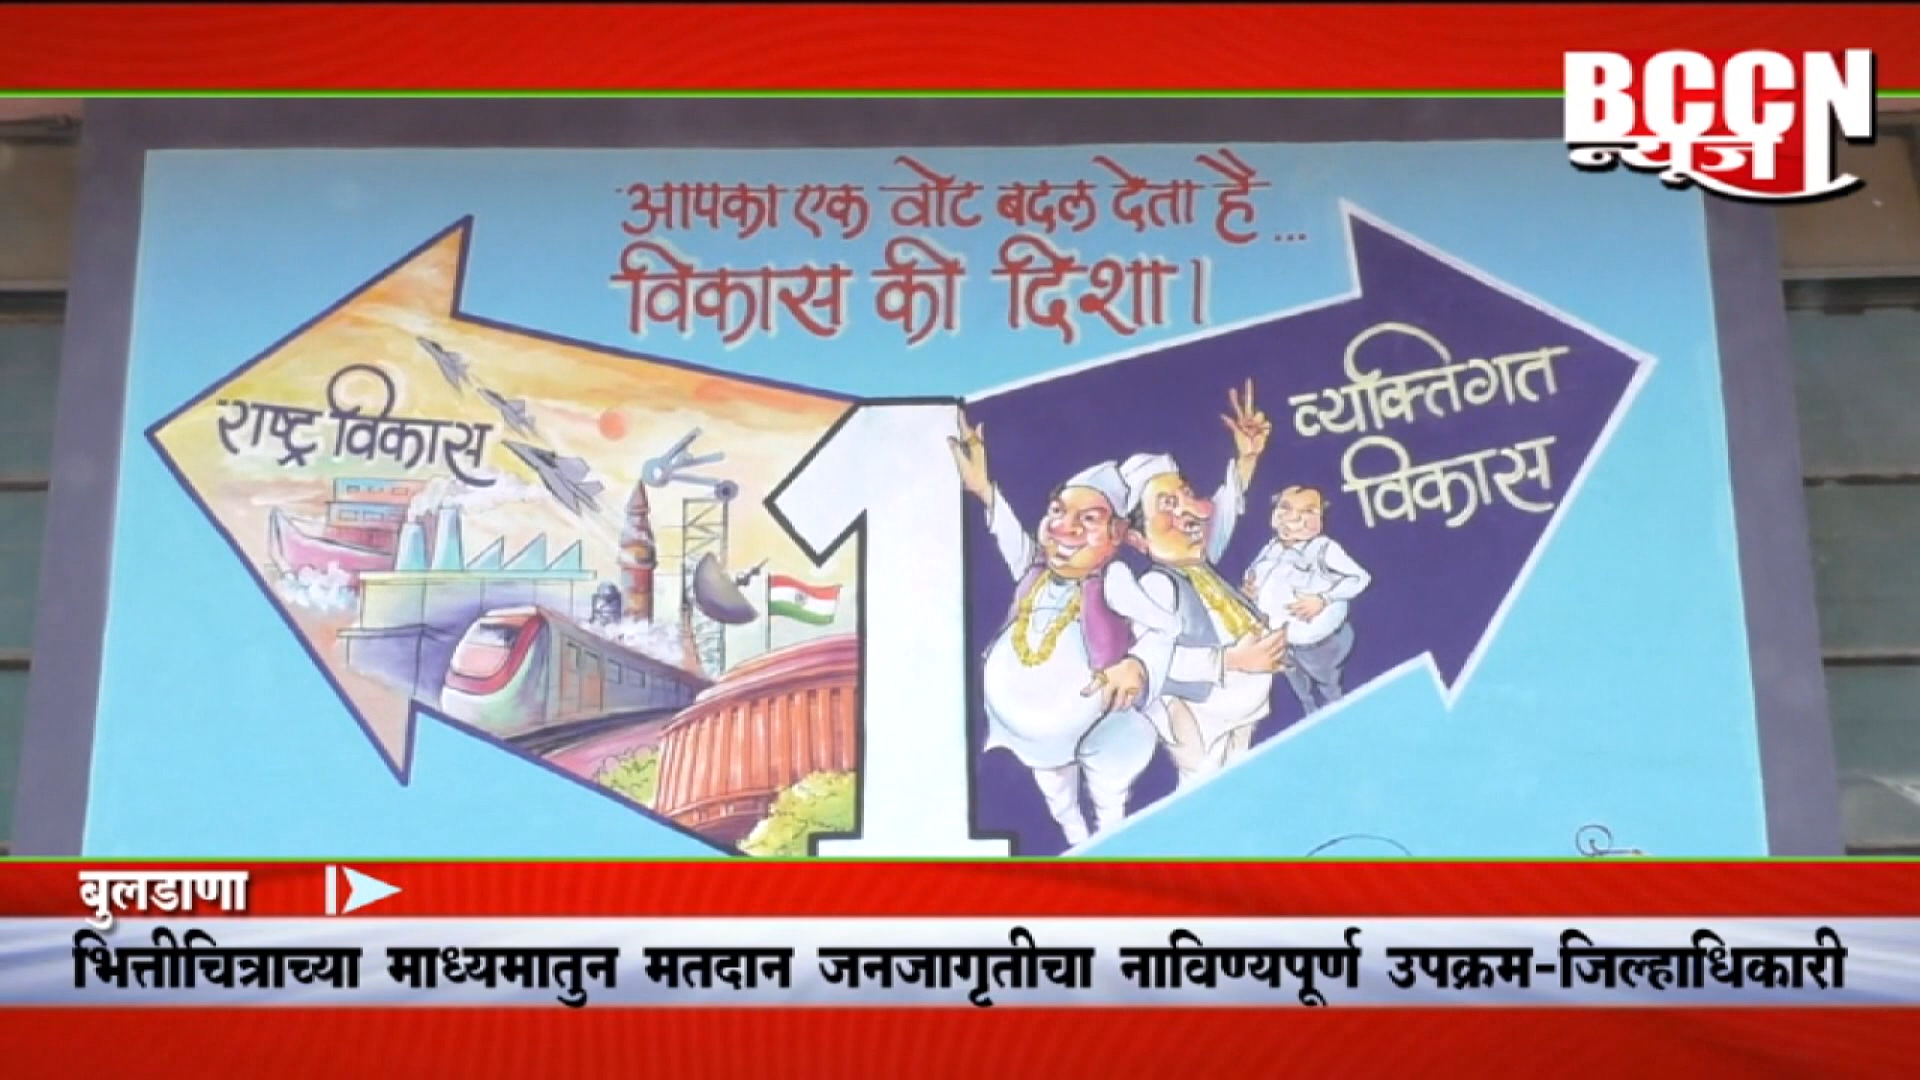 BCCN
न्यूज
आपका एक वोट बदल देता है...
विकास की दिशा।
राष्ट्र विकास
1
व्यक्तिगत
विकास
बुलडाणा
भित्तीचित्राच्या माध्यमातुन मतदान जनजागृतीचा नाविण्यपूर्ण उपक्रम-जिल्हाधिकारी